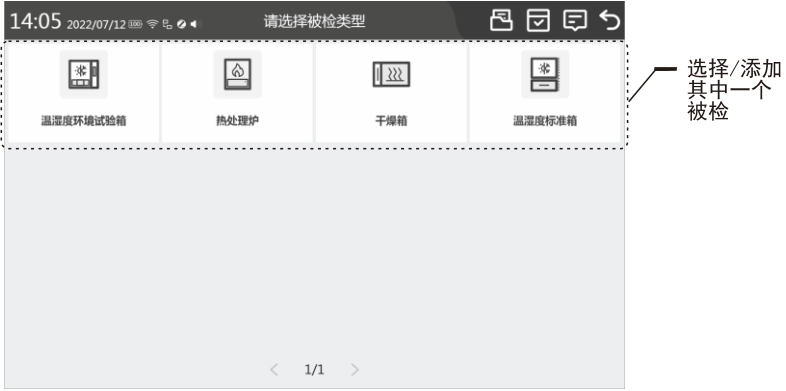 14:05 2022/07/12 请选择被检类型
温湿度环境试验箱 热处理炉 干燥箱 温湿度标准箱
选择/添加
其中一个
被检
1/1